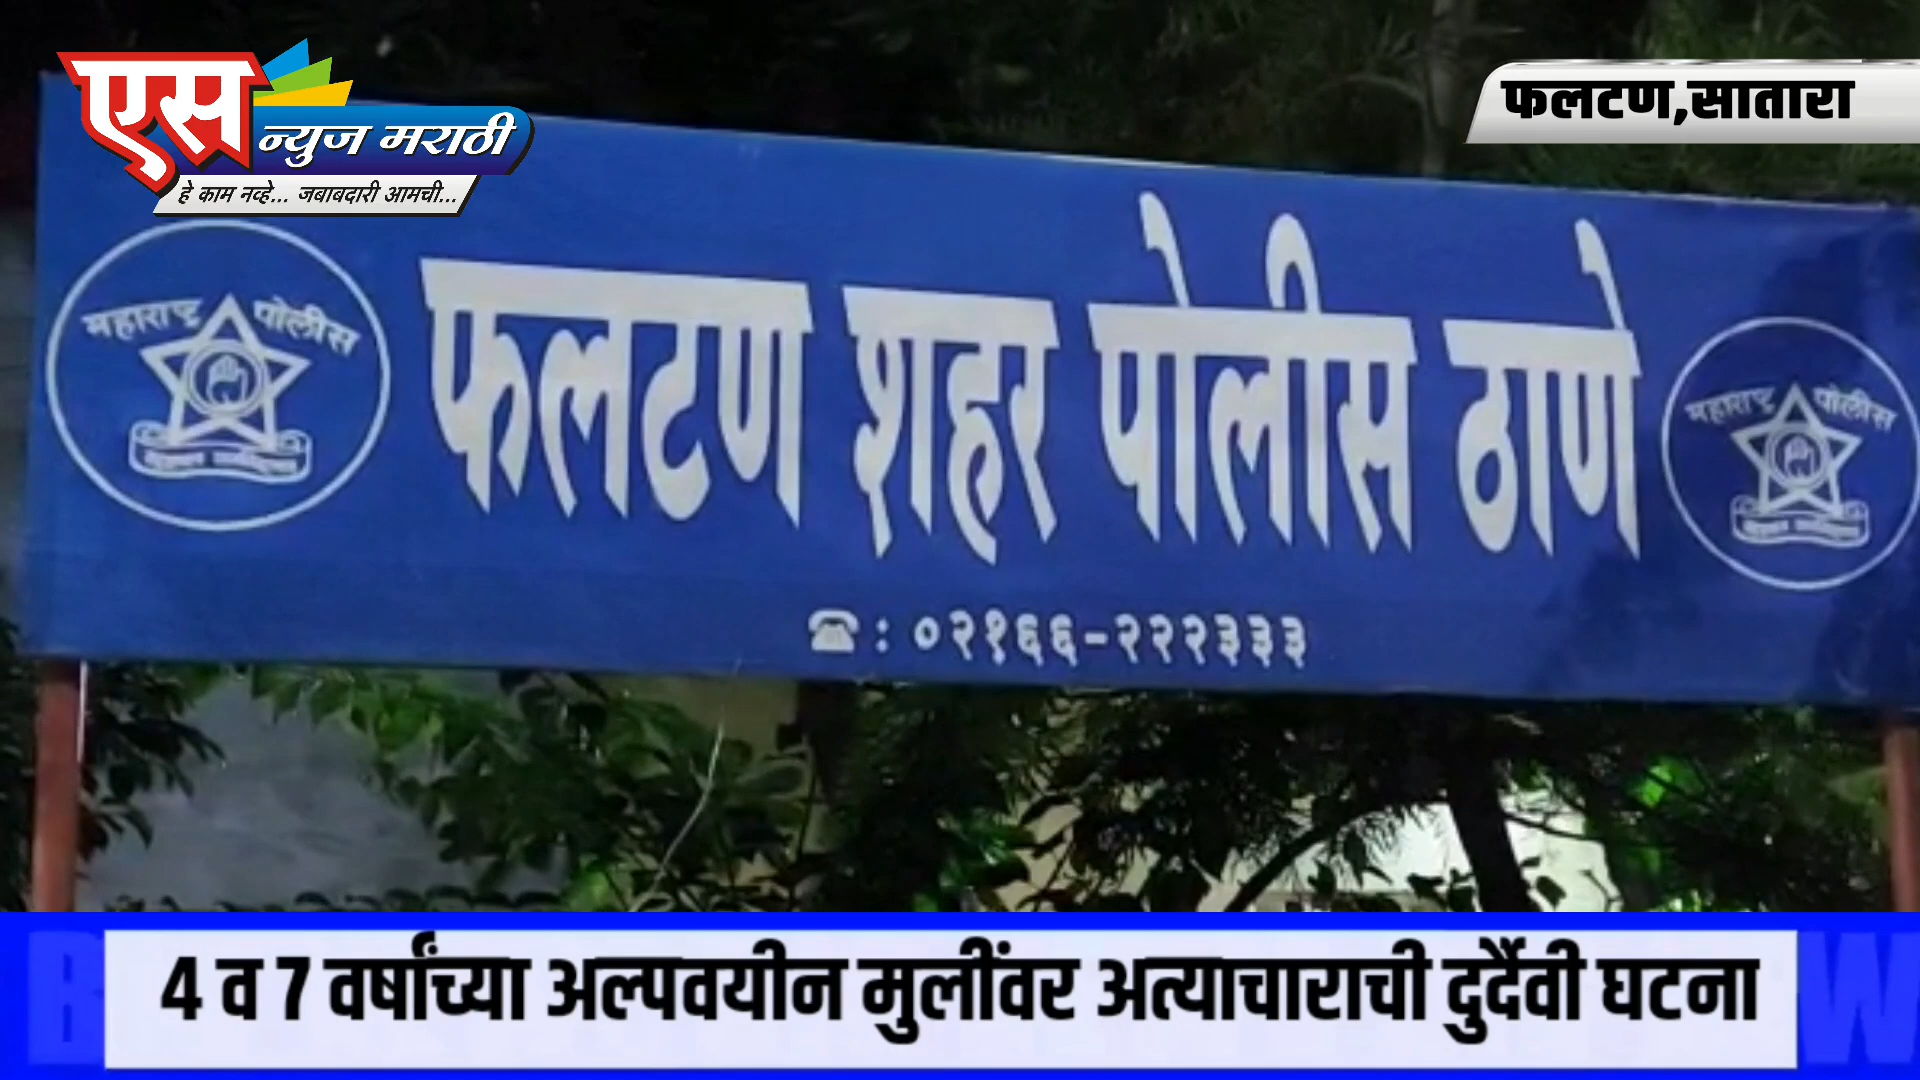 एस
न्युज मराठी
हे काम नव्हे... जबाबदारी आमची...
फलटण,सातारा
महाराष्ट्र पोलीस
फलटण शहर पोलीस ठाणे
महाराष्ट्र पोलीस
☎ : ०२१६६-२२२३३३
4 व 7 वर्षांच्या अल्पवयीन मुलींवर अत्याचाराची दुर्दैवी घटना